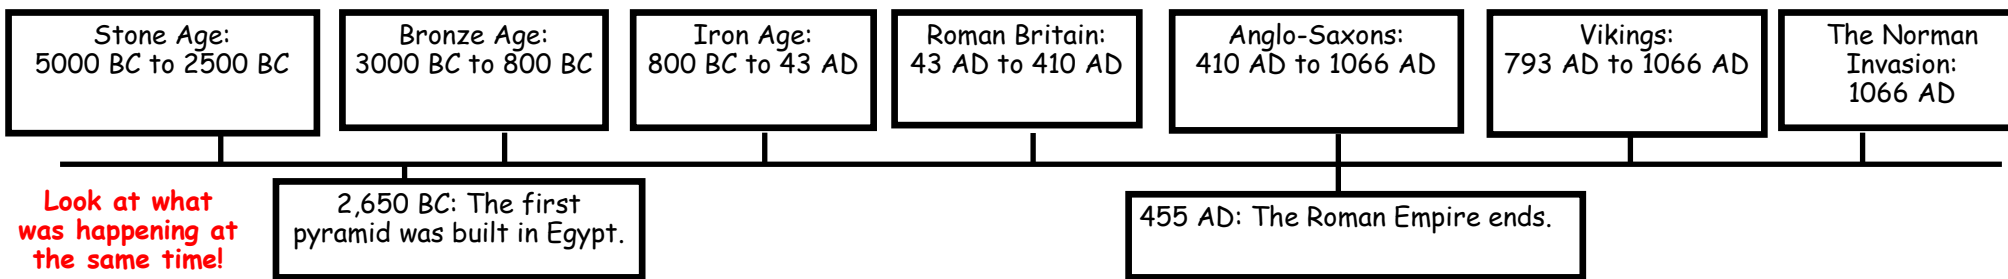 Stone Age:
5000 BC to 2500 BC
Bronze Age:
3000 BC to 800 BC
Iron Age:
800 BC to 43 AD
Roman Britain:
43 AD to 410 AD
Anglo-Saxons:
410 AD to 1066 AD
Vikings:
793 AD to 1066 AD
The Norman
Invasion:
1066 AD
Look at what
was happening at
the same time!
2,650 BC: The first
pyramid was built in Egypt.
455 AD: The Roman Empire ends.